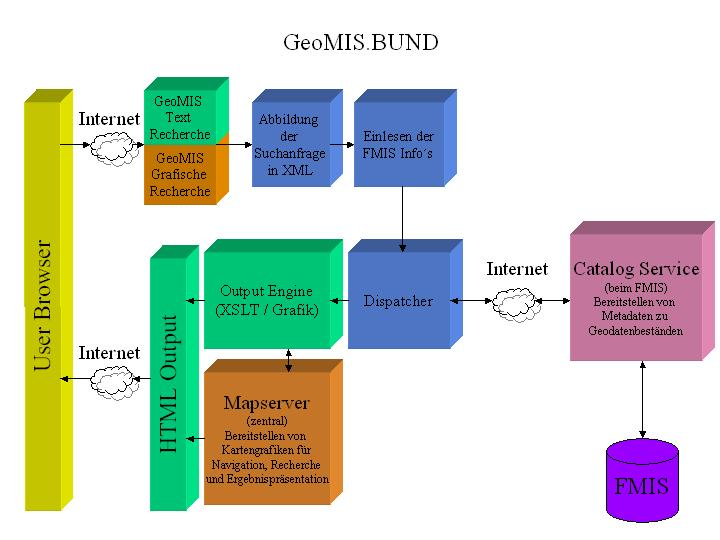 GeoMIS.BUND
Internet
GeoMIS
Text
Recherche
GeoMIS
Grafische
Recherche
Abbildung
der
Suchanfrage
in XML
Einlesen der
FMIS Info´s
User Browser
Internet
HTML Output
Output Engine
(XSLT / Grafik)
Dispatcher
Internet
Catalog Service
(beim FMIS)
Bereitstellen von
Metadaten zu
Geodatenbeständen
Mapserver
(zentral)
Bereitstellen von
Kartengrafiken für
Navigation, Recherche
und Ergebnispräsentation
FMIS